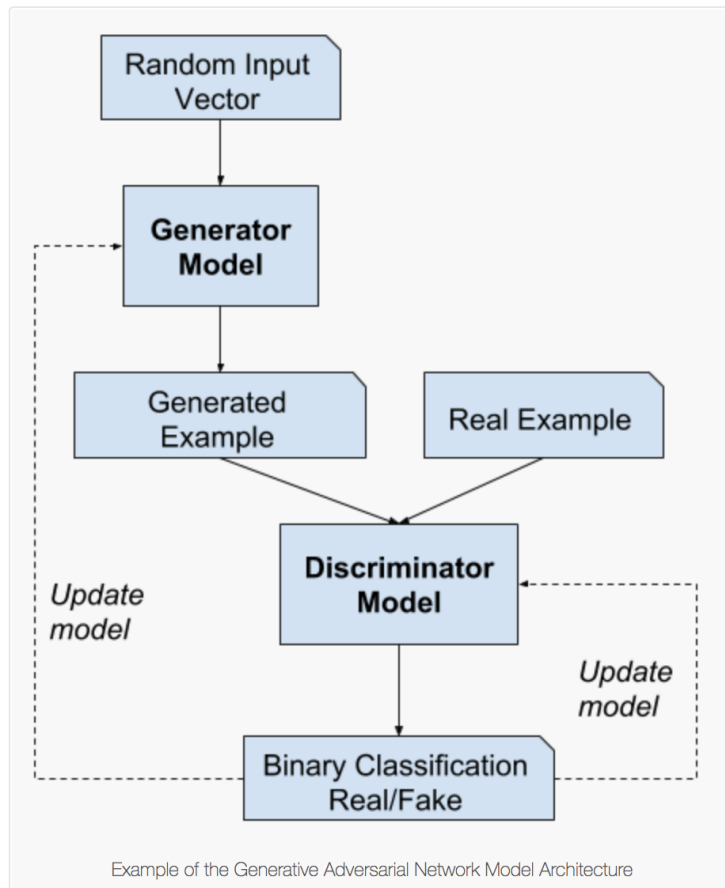 Random Input
Vector
Generator
Model
Generated
Example
Real Example
Discriminator
Model
Update
model
Update
model
Binary Classification
Real/Fake
Example of the Generative Adversarial Network Model Architecture